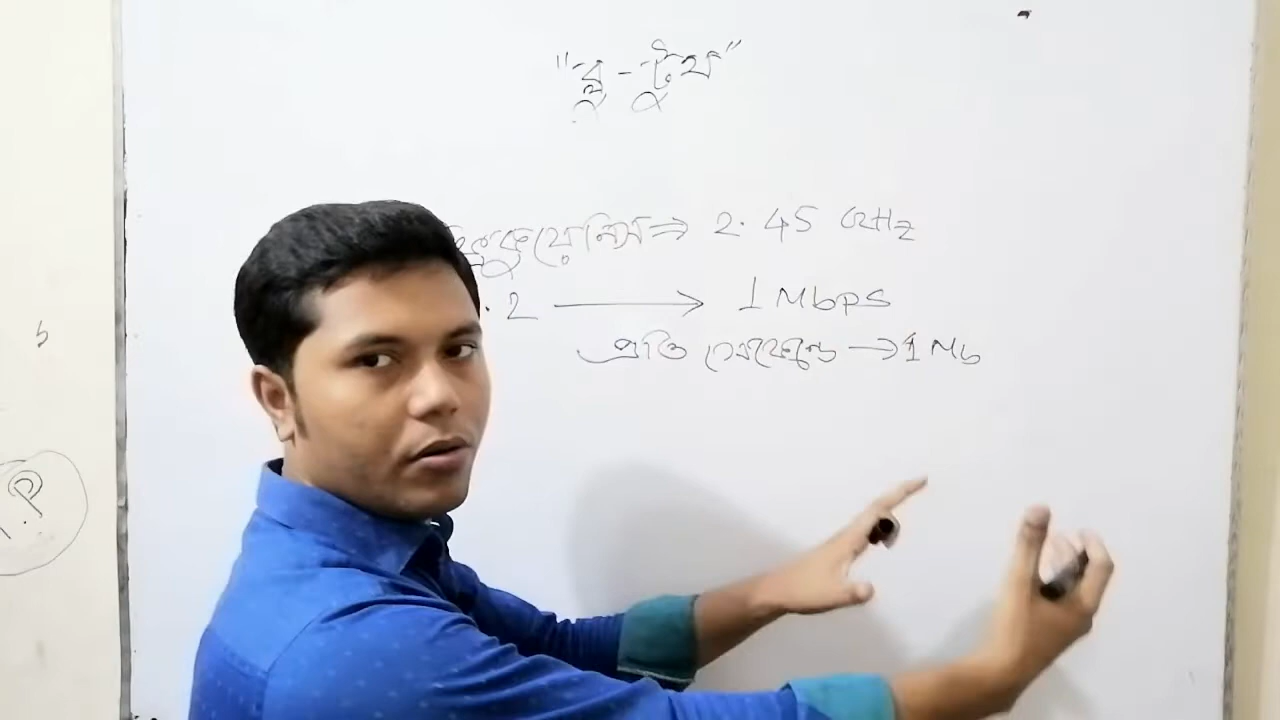 "ব্লু-টুথ"
ফ্রিকুয়েন্সি ⇒ 2.45 GHz
.2 → 1 Mbps
প্রতি সেকেন্ডে → 1 Mb
.P